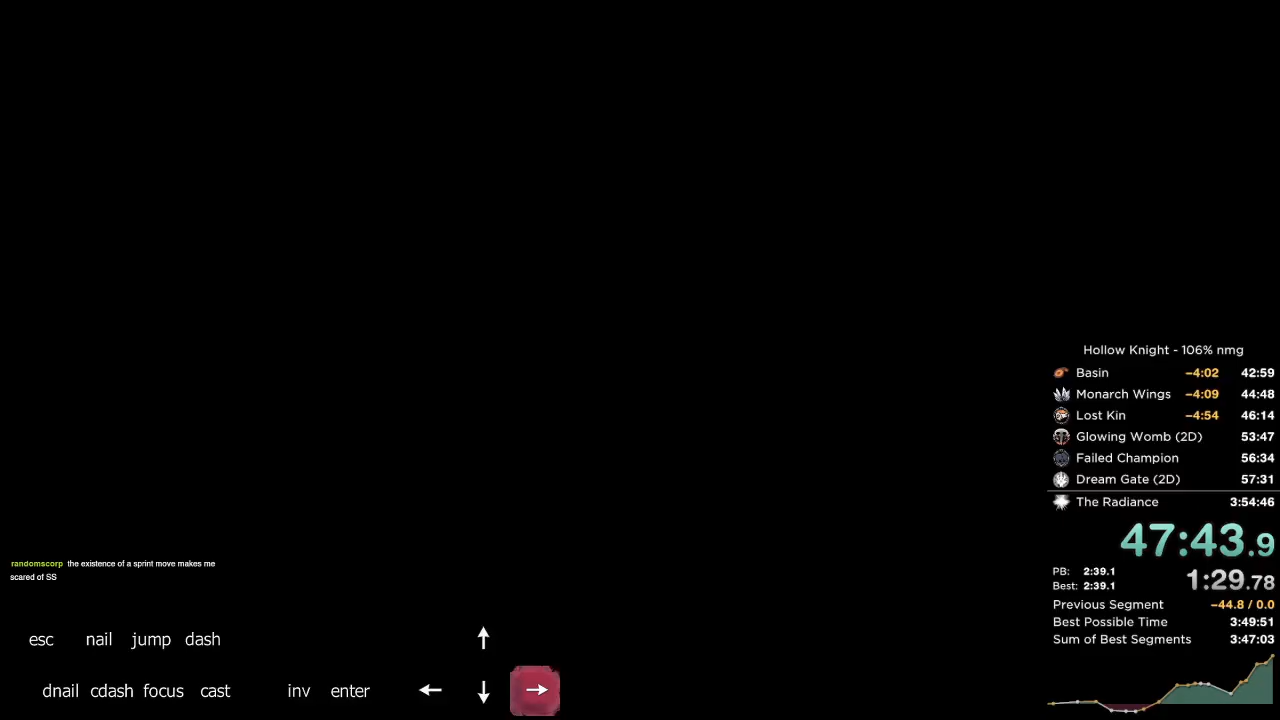 Hollow Knight - 106% nmg
Basin −4:02 42:59
Monarch Wings −4:09 44:48
Lost Kin −4:54 46:14
Glowing Womb (2D) 53:47
Failed Champion 56:34
Dream Gate (2D) 57:31
The Radiance 3:54:46
47:43.9
PB: 2:39.1
Best: 2:39.1
1:29.78
Previous Segment −44.8 / 0.0
Best Possible Time 3:49:51
Sum of Best Segments 3:47:03
randomscorp the existence of a sprint move makes me
scared of SS
esc nail jump dash ↑
dnail cdash focus cast inv enter ← ↓ →